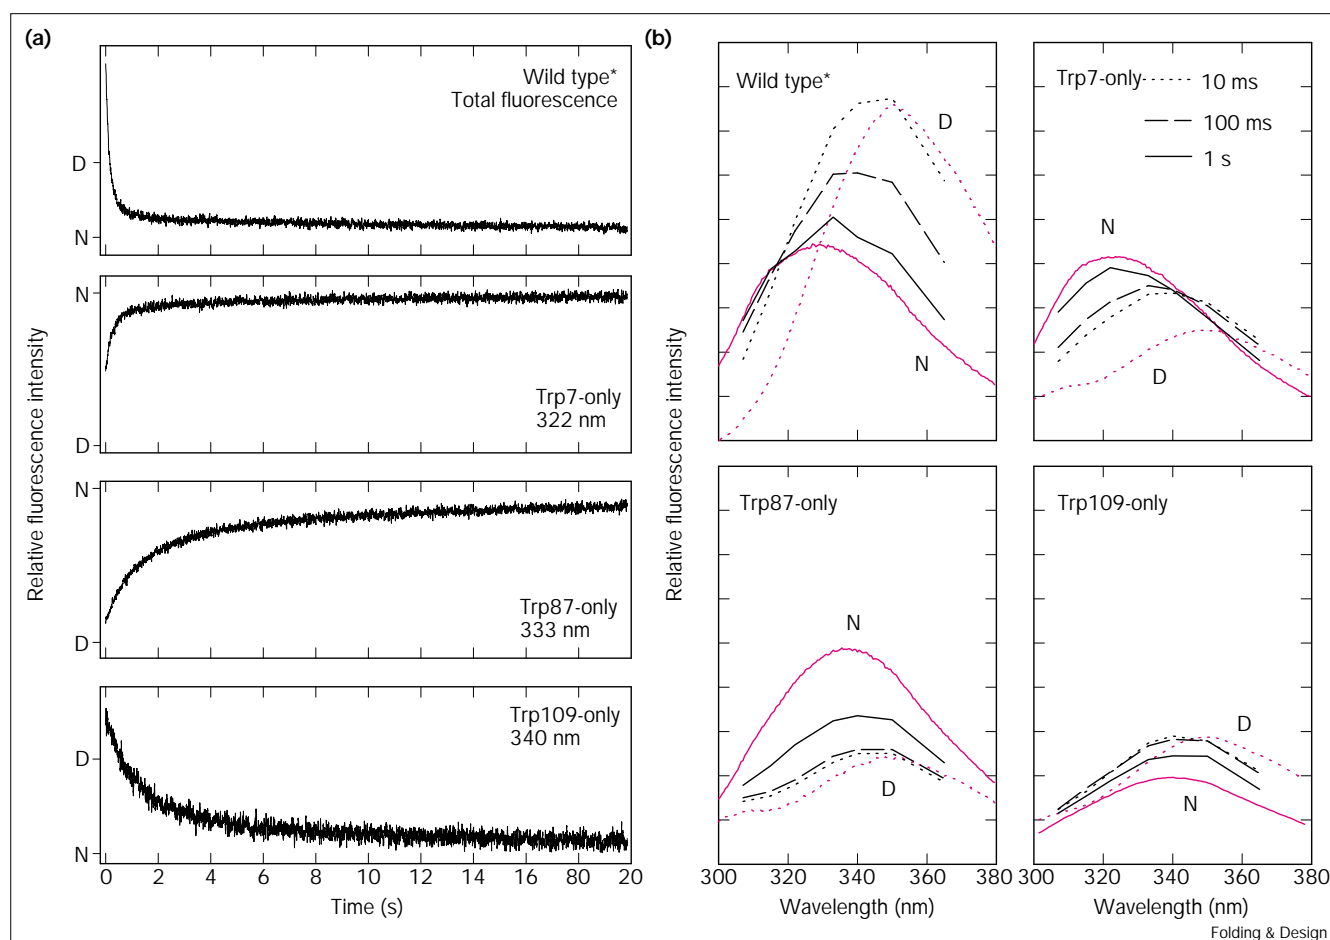 (a)
Wild type*
Total fluorescence
D
N
N
Trp7-only
322 nm
D
N
Trp87-only
333 nm
D
Trp109-only
340 nm
D
N
0 2 4 6 8 10 12 14 16 18 20
Time (s)
Relative fluorescence intensity
(b)
Wild type*
D
N
Trp7-only
10 ms
100 ms
1 s
N
D
Trp87-only
N
D
Trp109-only
D
N
300 320 340 360 380
300 320 340 360 380
Wavelength (nm)
Wavelength (nm)
Relative fluorescence intensity
Folding & Design